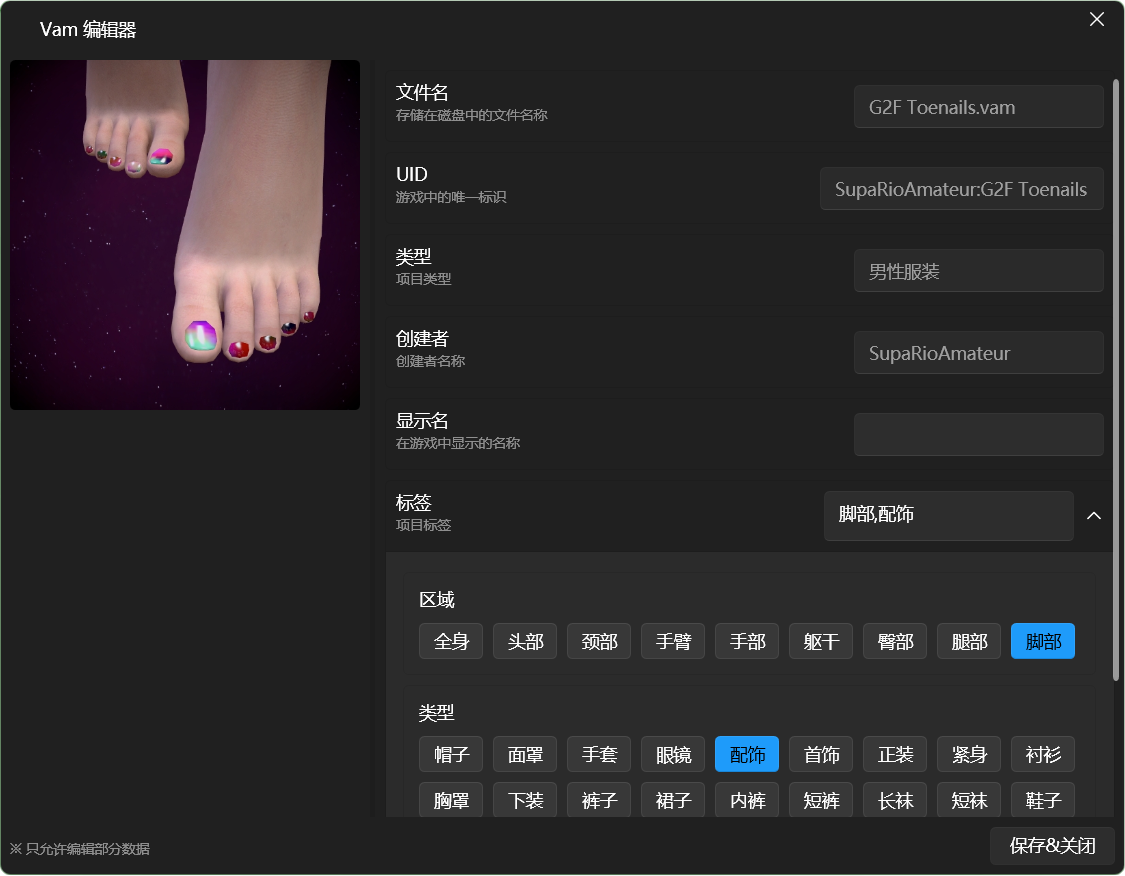 Vam 编辑器
文件名
存储在磁盘中的文件名称
G2F Toenails.vam
UID
游戏中的唯一标识
SupaRioAmateur:G2F Toenails
类型
项目类型
男性服装
创建者
创建者名称
SupaRioAmateur
显示名
在游戏中显示的名称
标签
项目标签
脚部,配饰
区域
全身 头部 颈部 手臂 手部 躯干 臀部 腿部 脚部
类型
帽子 面罩 手套 眼镜 配饰 首饰 正装 紧身 衬衫
胸罩 下装 裤子 裙子 内裤 短裤 长袜 短袜 鞋子
※ 只允许编辑部分数据
保存&关闭